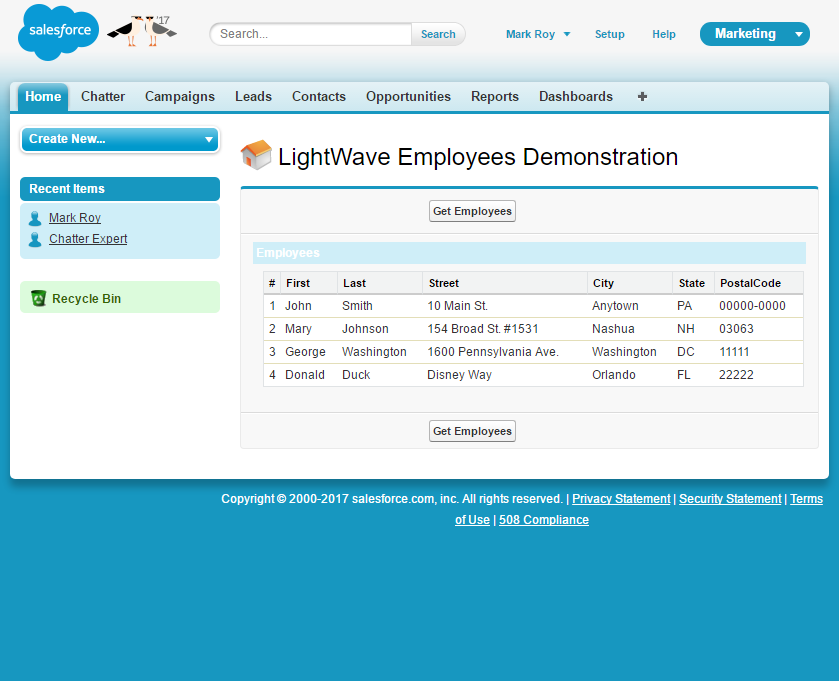 salesforce
'17
Search... Search
Mark Roy Setup Help Marketing
Home Chatter Campaigns Leads Contacts Opportunities Reports Dashboards +
Create New...
Recent Items
Mark Roy
Chatter Expert
Recycle Bin
LightWave Employees Demonstration
Get Employees
Employees
# First Last Street City State PostalCode
1 John Smith 10 Main St. Anytown PA 00000-0000
2 Mary Johnson 154 Broad St. #1531 Nashua NH 03063
3 George Washington 1600 Pennsylvania Ave. Washington DC 11111
4 Donald Duck Disney Way Orlando FL 22222
Get Employees
Copyright © 2000-2017 salesforce.com, inc. All rights reserved. | Privacy Statement | Security Statement | Terms
of Use | 508 Compliance